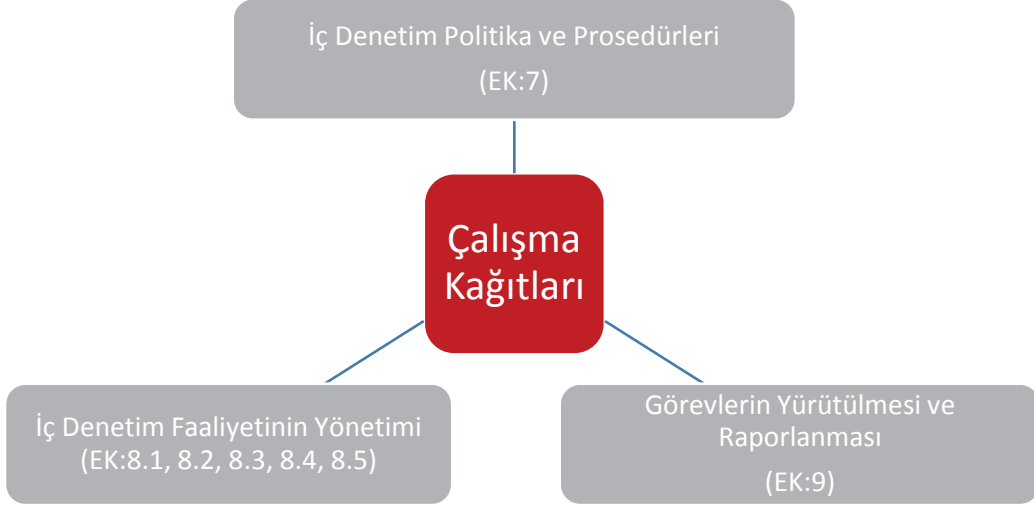 İç Denetim Politika ve Prosedürleri
(EK:7)
Çalışma
Kağıtları
İç Denetim Faaliyetinin Yönetimi
(EK:8.1, 8.2, 8.3, 8.4, 8.5)
Görevlerin Yürütülmesi ve
Raporlanması
(EK:9)